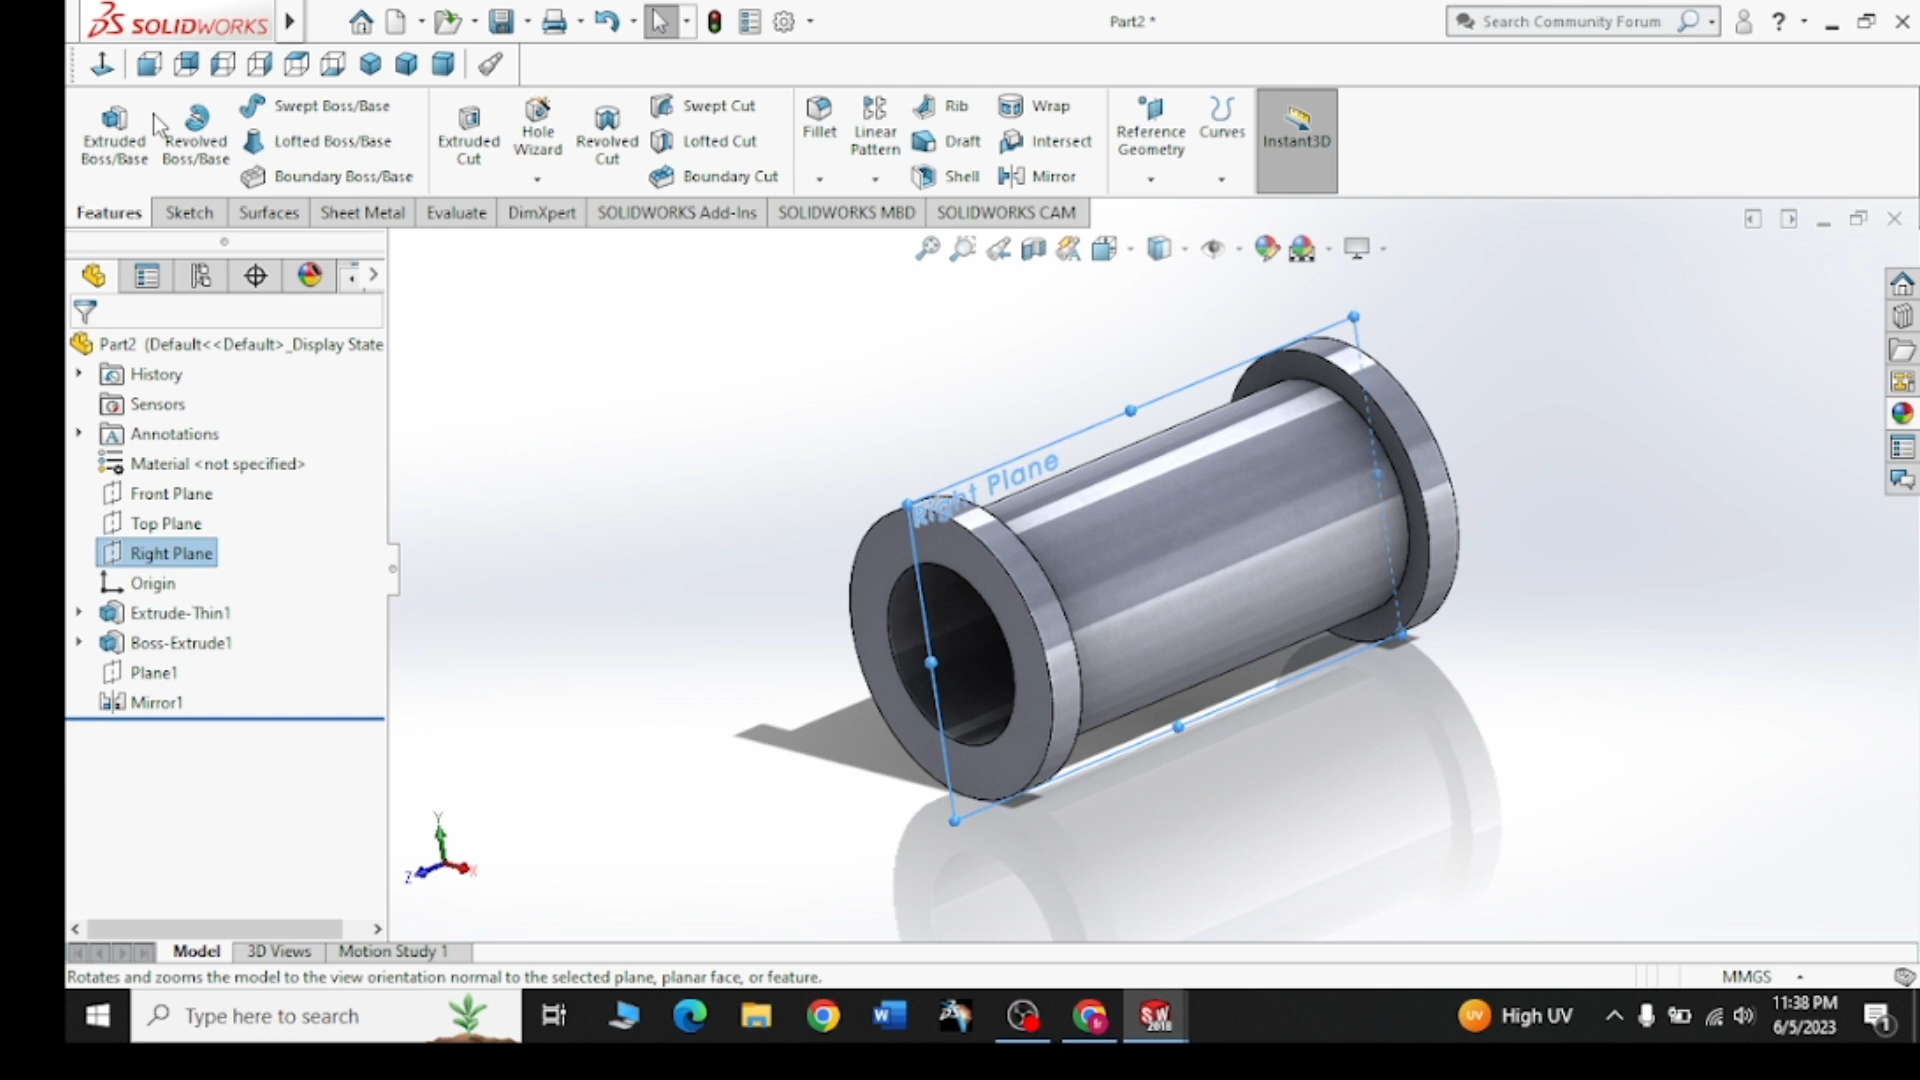 SOLIDWORKS
Part2 *
Search Community Forum
?
Extruded Boss/Base
Revolved Boss/Base
Swept Boss/Base
Lofted Boss/Base
Boundary Boss/Base
Extruded Cut
Hole Wizard
Revolved Cut
Swept Cut
Lofted Cut
Boundary Cut
Fillet
Linear Pattern
Rib
Draft
Shell
Wrap
Intersect
Mirror
Reference Geometry
Curves
Instant3D
Features
Sketch
Surfaces
Sheet Metal
Evaluate
DimXpert
SOLIDWORKS Add-Ins
SOLIDWORKS MBD
SOLIDWORKS CAM
Part2 (Default<<Default>_Display State
History
Sensors
Annotations
Material <not specified>
Front Plane
Top Plane
Right Plane
Origin
Extrude-Thin1
Boss-Extrude1
Plane1
Mirror1
Right Plane
Y
Z
X
Model
3D Views
Motion Study 1
Rotates and zooms the model to the view orientation normal to the selected plane, planar face, or feature.
MMGS
Type here to search
SW
2018
UV
High UV
11:38 PM
6/5/2023
1